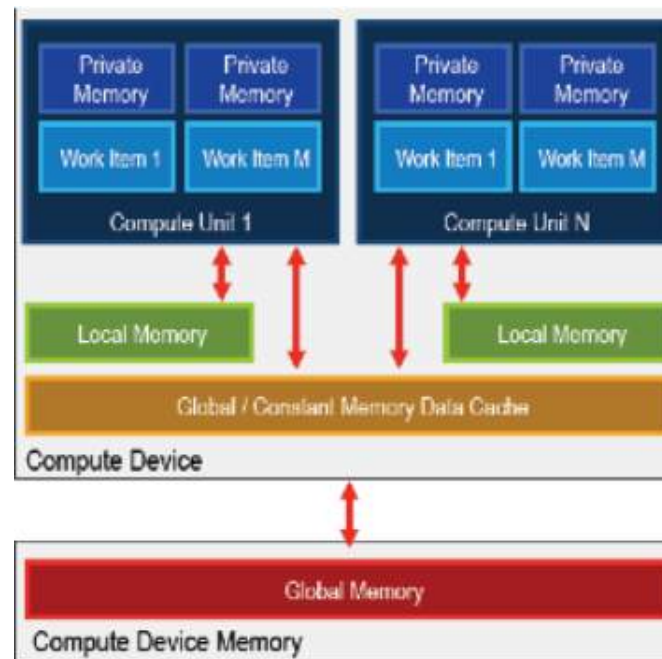 Private Memory
Private Memory
Private Memory
Private Memory
Work Item 1
Work Item M
Work Item 1
Work Item M
Compute Unit 1
Compute Unit N
Local Memory
Local Memory
Global / Constant Memory Data Cache
Compute Device
Global Memory
Compute Device Memory